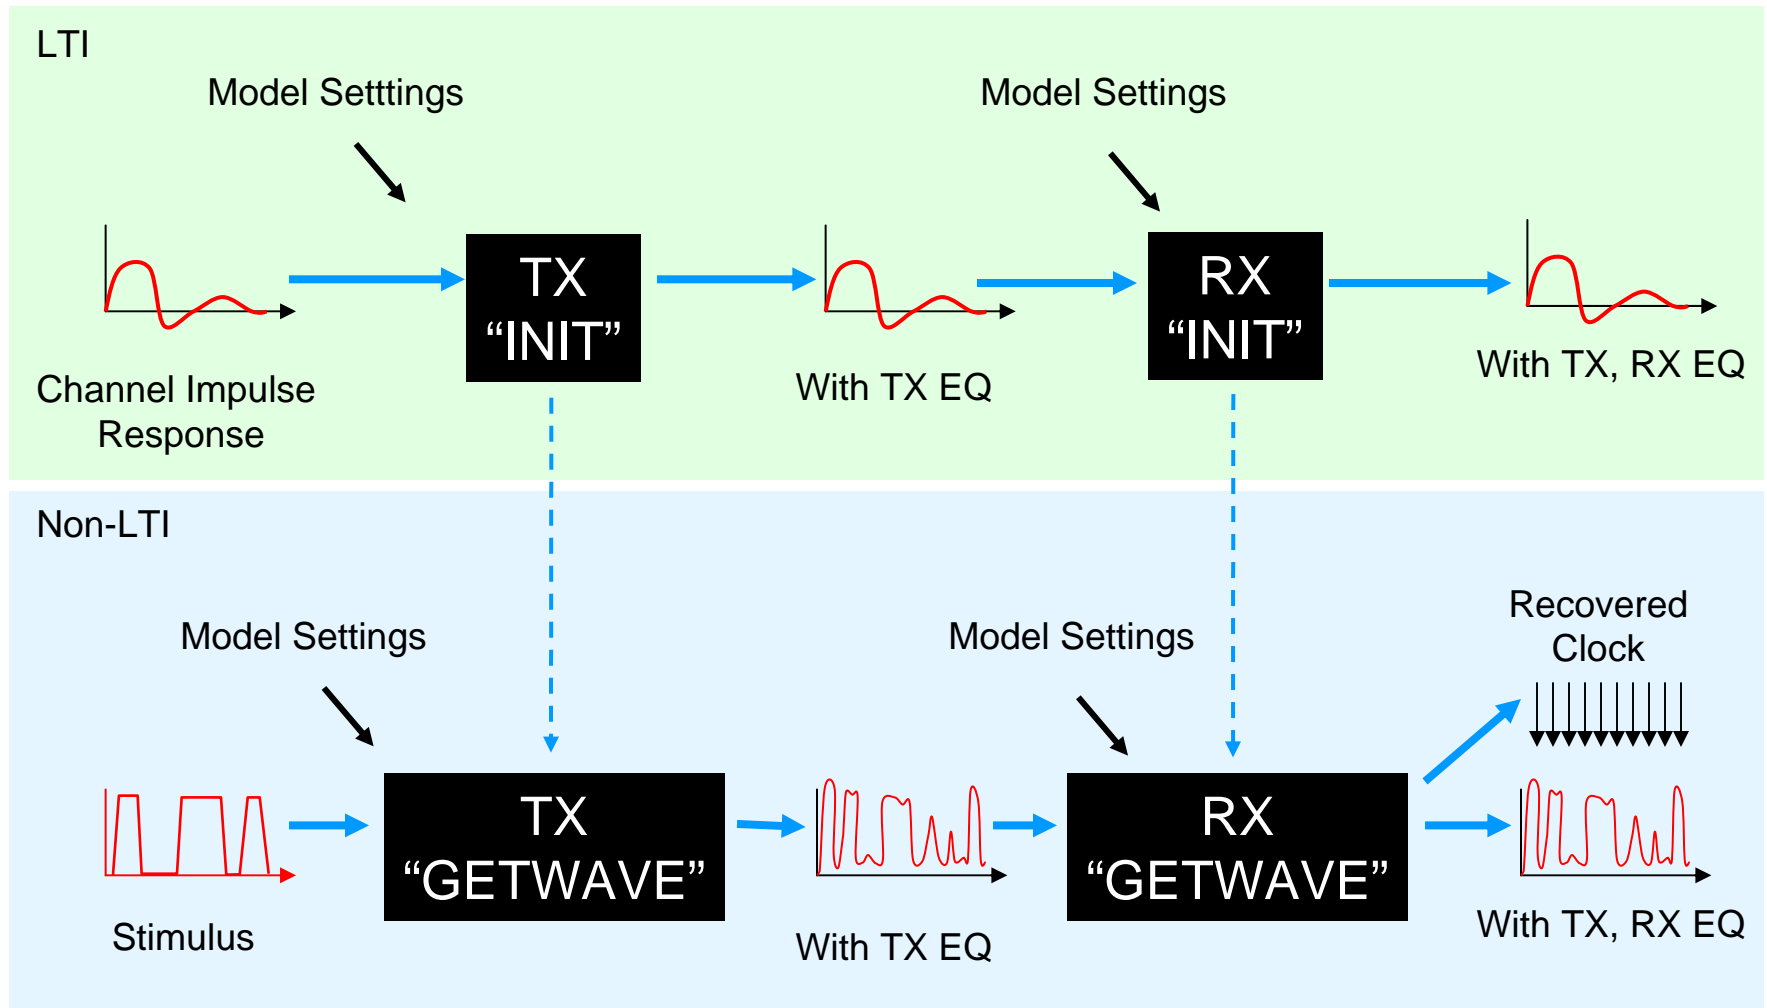 LTI
Model Setttings
Model Settings
TX
“INIT”
RX
“INIT”
Channel Impulse
Response
With TX EQ
With TX, RX EQ
Non-LTI
Model Settings
Model Settings
Recovered
Clock
TX
“GETWAVE”
RX
“GETWAVE”
Stimulus
With TX EQ
With TX, RX EQ